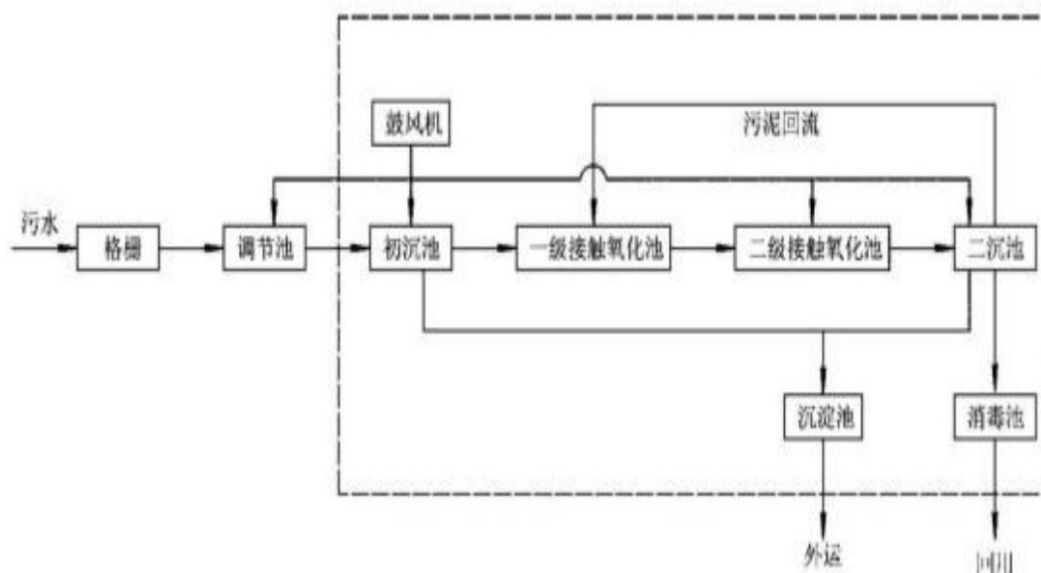 鼓风机
污泥回流
污水
格栅
调节池
初沉池
一级接触氧化池
二级接触氧化池
二沉池
沉淀池
消毒池
外运
回用